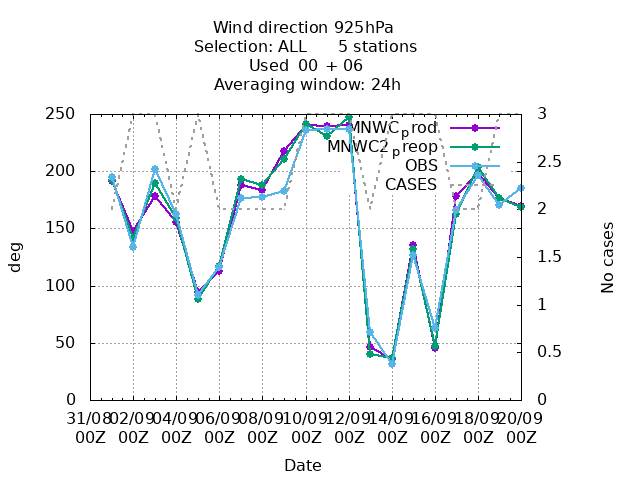 Wind direction 925hPa
Selection: ALL 5 stations
Used 00 + 06
Averaging window: 24h
250 3
MNWC_prod
MNWC2_preop
OBS
CASES
200 2.5
150 2
100 1.5
1
50 0.5
0 0
deg
No cases
31/08 02/09 04/09 06/09 08/09 10/09 12/09 14/09 16/09 18/09 20/09
00Z 00Z 00Z 00Z 00Z 00Z 00Z 00Z 00Z 00Z 00Z
Date